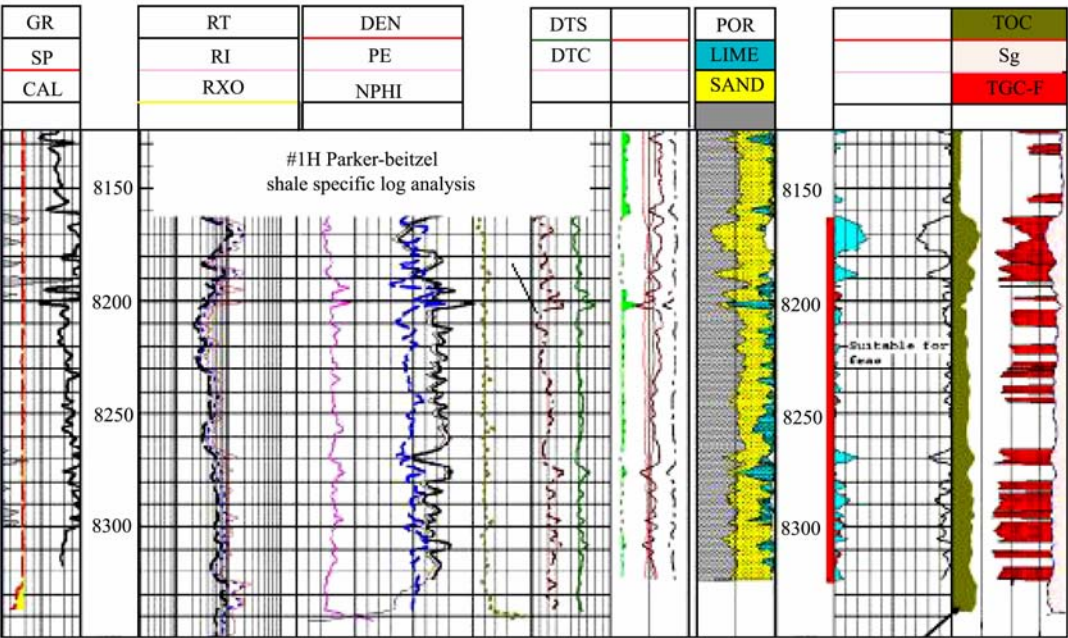 GR
SP
CAL
RT
RI
RXO
DEN
PE
NPHI
DTS
DTC
POR
LIME
SAND
TOC
Sg
TGC-F
#1H Parker-beitzel
shale specific log analysis
8150
8200
8250
8300
8150
8200
8250
8300
Suitable for
feas